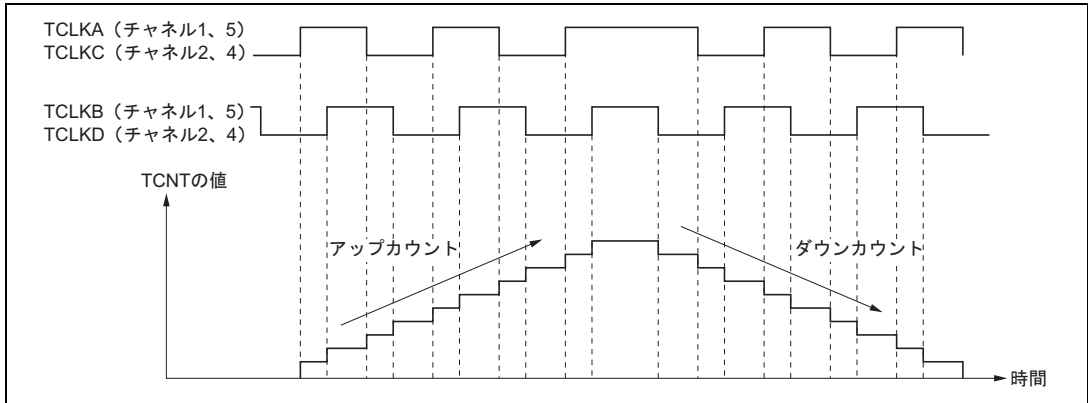 TCLKA（チャネル1、5）
TCLKC（チャネル2、4）
TCLKB（チャネル1、5）
TCLKD（チャネル2、4）
TCNTの値
アップカウント
ダウンカウント
時間